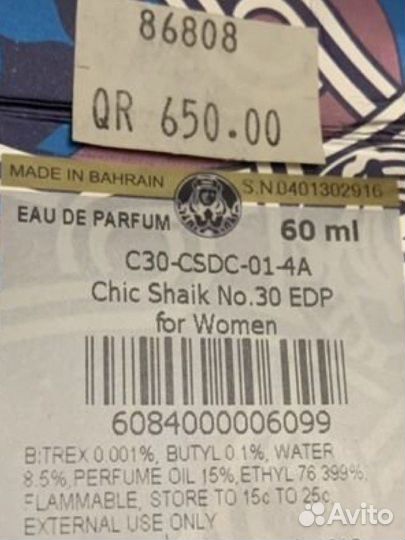 86808
QR 650.00
MADE IN BAHRAIN S.N.0401302916
EAU DE PARFUM 60 ml
C30-CSDC-01-4A
Chic Shaik No.30 EDP
for Women
6084000006099
BITREX 0.001%, BUTYL 0.1%, WATER
8.5%, PERFUME OIL 15%, ETHYL 76.399%,
FLAMMABLE, STORE TO 15c TO 25c
EXTERNAL USE ONLY
Avito